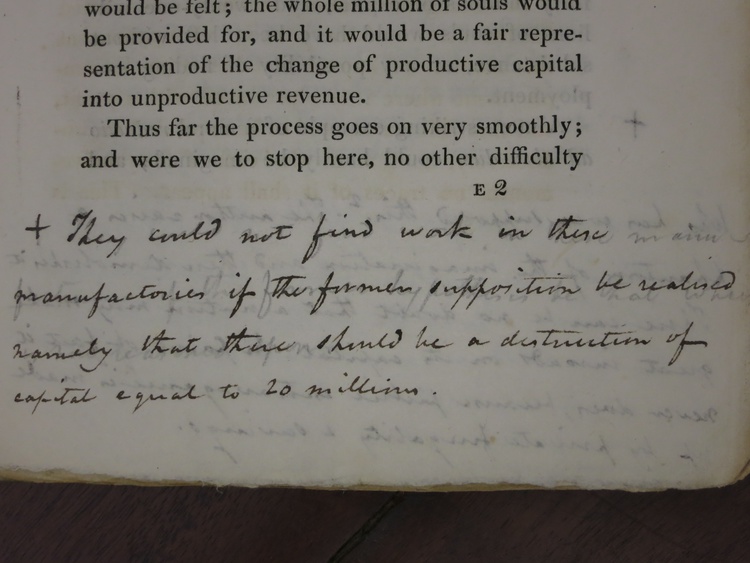 would be felt; the whole million of souls would
be provided for, and it would be a fair repre-
sentation of the change of productive capital
into unproductive revenue.
Thus far the process goes on very smoothly;
and were we to stop here, no other difficulty
E 2
+ They could not find work in these
manufactories if the former supposition be realised
namely that there should be a destruction of
capital equal to 20 millions.